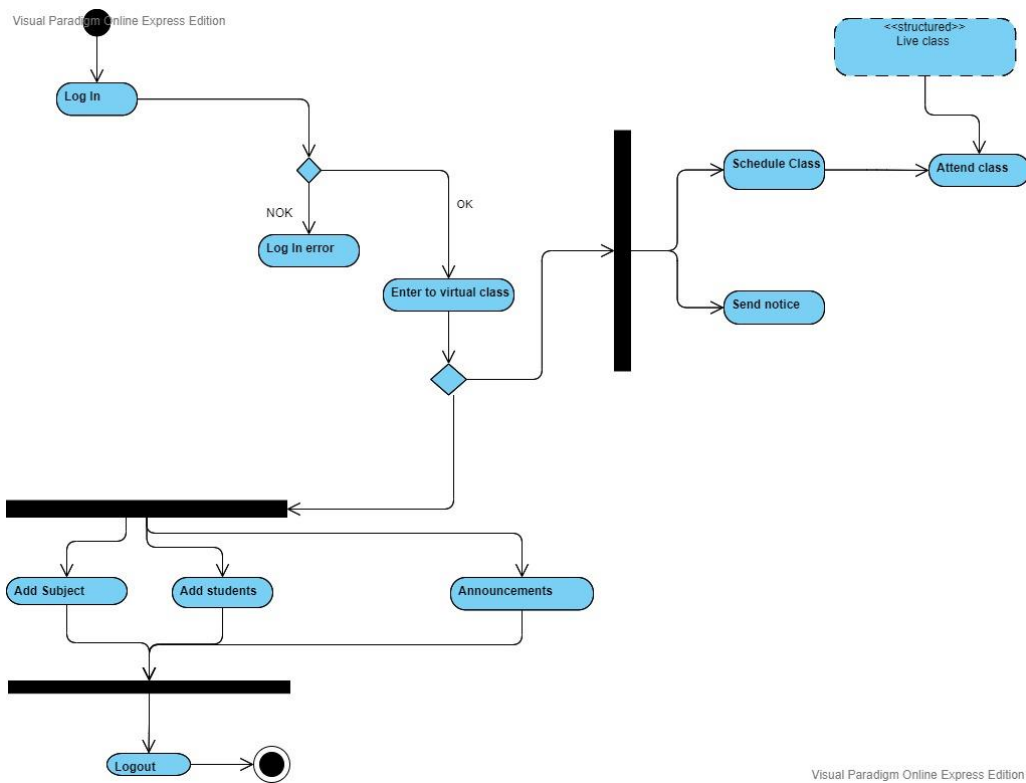 Visual Paradigm Online Express Edition
<<structured>>
Live class
Log In
Schedule Class
Attend class
NOK
OK
Log In error
Enter to virtual class
Send notice
Add Subject
Add students
Announcements
Logout
Visual Paradigm Online Express Edition